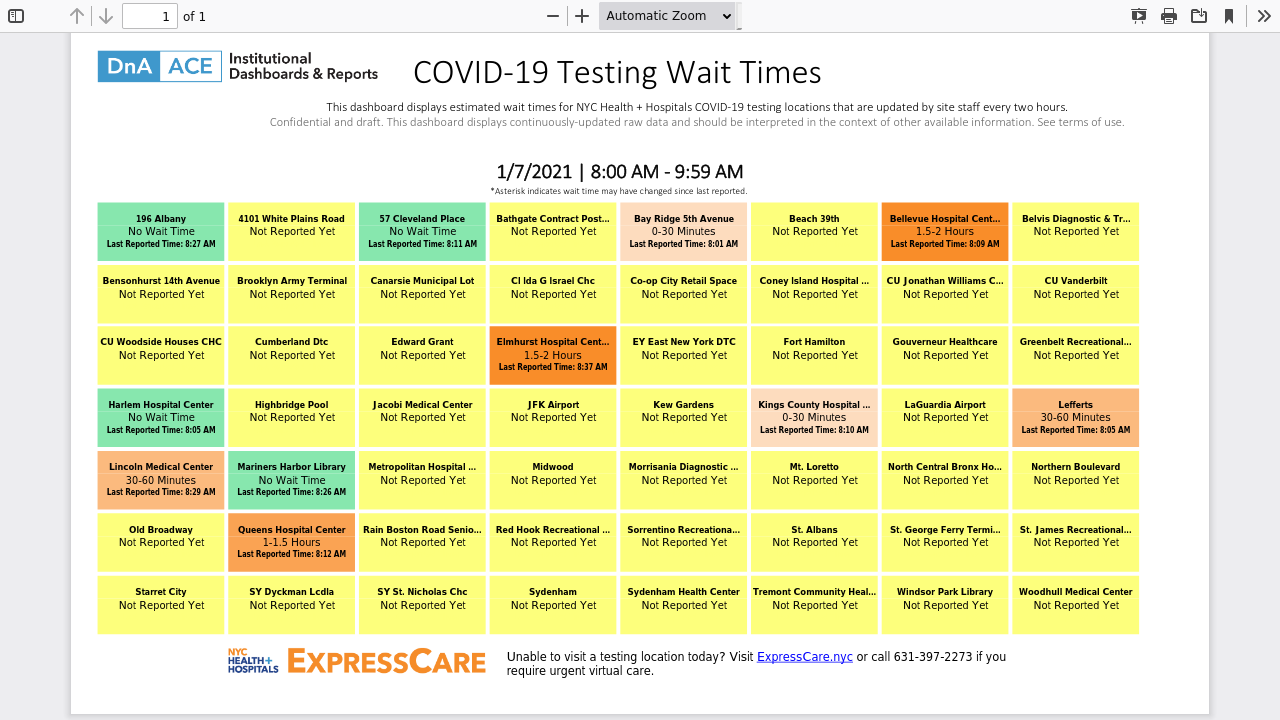 1 of 1 Automatic Zoom
DnA ACE Institutional
Dashboards & Reports
COVID-19 Testing Wait Times
This dashboard displays estimated wait times for NYC Health + Hospitals COVID-19 testing locations that are updated by site staff every two hours.
Confidential and draft. This dashboard displays continuously-updated raw data and should be interpreted in the context of other available information. See terms of use.
1/7/2021 | 8:00 AM - 9:59 AM
*Asterisk indicates wait time may have changed since last reported.
196 Albany
No Wait Time
Last Reported Time: 8:27 AM
4101 White Plains Road
Not Reported Yet
57 Cleveland Place
No Wait Time
Last Reported Time: 8:11 AM
Bathgate Contract Post...
Not Reported Yet
Bay Ridge 5th Avenue
0-30 Minutes
Last Reported Time: 8:01 AM
Beach 39th
Not Reported Yet
Bellevue Hospital Cent...
1.5-2 Hours
Last Reported Time: 8:09 AM
Belvis Diagnostic & Tr...
Not Reported Yet
Bensonhurst 14th Avenue
Not Reported Yet
Brooklyn Army Terminal
Not Reported Yet
Canarsie Municipal Lot
Not Reported Yet
Cl Ida G Israel Chc
Not Reported Yet
Co-op City Retail Space
Not Reported Yet
Coney Island Hospital ...
Not Reported Yet
CU Jonathan Williams C...
Not Reported Yet
CU Vanderbilt
Not Reported Yet
CU Woodside Houses CHC
Not Reported Yet
Cumberland Dtc
Not Reported Yet
Edward Grant
Not Reported Yet
Elmhurst Hospital Cent...
1.5-2 Hours
Last Reported Time: 8:37 AM
EY East New York DTC
Not Reported Yet
Fort Hamilton
Not Reported Yet
Gouverneur Healthcare
Not Reported Yet
Greenbelt Recreational...
Not Reported Yet
Harlem Hospital Center
No Wait Time
Last Reported Time: 8:05 AM
Highbridge Pool
Not Reported Yet
Jacobi Medical Center
Not Reported Yet
JFK Airport
Not Reported Yet
Kew Gardens
Not Reported Yet
Kings County Hospital ...
0-30 Minutes
Last Reported Time: 8:10 AM
LaGuardia Airport
Not Reported Yet
Lefferts
30-60 Minutes
Last Reported Time: 8:05 AM
Lincoln Medical Center
30-60 Minutes
Last Reported Time: 8:29 AM
Mariners Harbor Library
No Wait Time
Last Reported Time: 8:26 AM
Metropolitan Hospital ...
Not Reported Yet
Midwood
Not Reported Yet
Morrisania Diagnostic ...
Not Reported Yet
Mt. Loretto
Not Reported Yet
North Central Bronx Ho...
Not Reported Yet
Northern Boulevard
Not Reported Yet
Old Broadway
Not Reported Yet
Queens Hospital Center
1-1.5 Hours
Last Reported Time: 8:12 AM
Rain Boston Road Senio...
Not Reported Yet
Red Hook Recreational ...
Not Reported Yet
Sorrentino Recreationa...
Not Reported Yet
St. Albans
Not Reported Yet
St. George Ferry Termi...
Not Reported Yet
St. James Recreational...
Not Reported Yet
Starret City
Not Reported Yet
SY Dyckman Lcdla
Not Reported Yet
SY St. Nicholas Chc
Not Reported Yet
Sydenham
Not Reported Yet
Sydenham Health Center
Not Reported Yet
Tremont Community Heal...
Not Reported Yet
Windsor Park Library
Not Reported Yet
Woodhull Medical Center
Not Reported Yet
NYC
HEALTH+
HOSPITALS
EXPRESSCARE
Unable to visit a testing location today? Visit ExpressCare.nyc or call 631-397-2273 if you
require urgent virtual care.